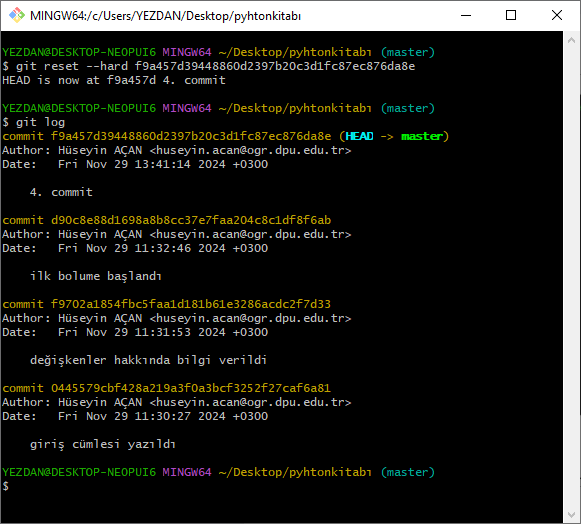 MINGW64:/c/Users/YEZDAN/Desktop/pyhtonkitabı
YEZDAN@DESKTOP-NEOPUI6 MINGW64 ~/Desktop/pyhtonkitabı (master)
$ git reset --hard f9a457d39448860d2397b20c3d1fc87ec876da8e
HEAD is now at f9a457d 4. commit
YEZDAN@DESKTOP-NEOPUI6 MINGW64 ~/Desktop/pyhtonkitabı (master)
$ git log
commit f9a457d39448860d2397b20c3d1fc87ec876da8e (HEAD -> master)
Author: Hüseyin AÇAN <huseyin.acan@ogr.dpu.edu.tr>
Date:   Fri Nov 29 13:41:14 2024 +0300
4. commit
commit d90c8e88d1698a8b8cc37e7faa204c8c1df8f6ab
Author: Hüseyin AÇAN <huseyin.acan@ogr.dpu.edu.tr>
Date:   Fri Nov 29 11:32:46 2024 +0300
ilk bolume başlandı
commit f9702a1854fbc5faa1d181b61e3286acdc2f7d33
Author: Hüseyin AÇAN <huseyin.acan@ogr.dpu.edu.tr>
Date:   Fri Nov 29 11:31:53 2024 +0300
değişkenler hakkında bilgi verildi
commit 0445579cbf428a219a3f0a3bcf3252f27caf6a81
Author: Hüseyin AÇAN <huseyin.acan@ogr.dpu.edu.tr>
Date:   Fri Nov 29 11:30:27 2024 +0300
giriş cümlesi yazıldı
YEZDAN@DESKTOP-NEOPUI6 MINGW64 ~/Desktop/pyhtonkitabı (master)
$